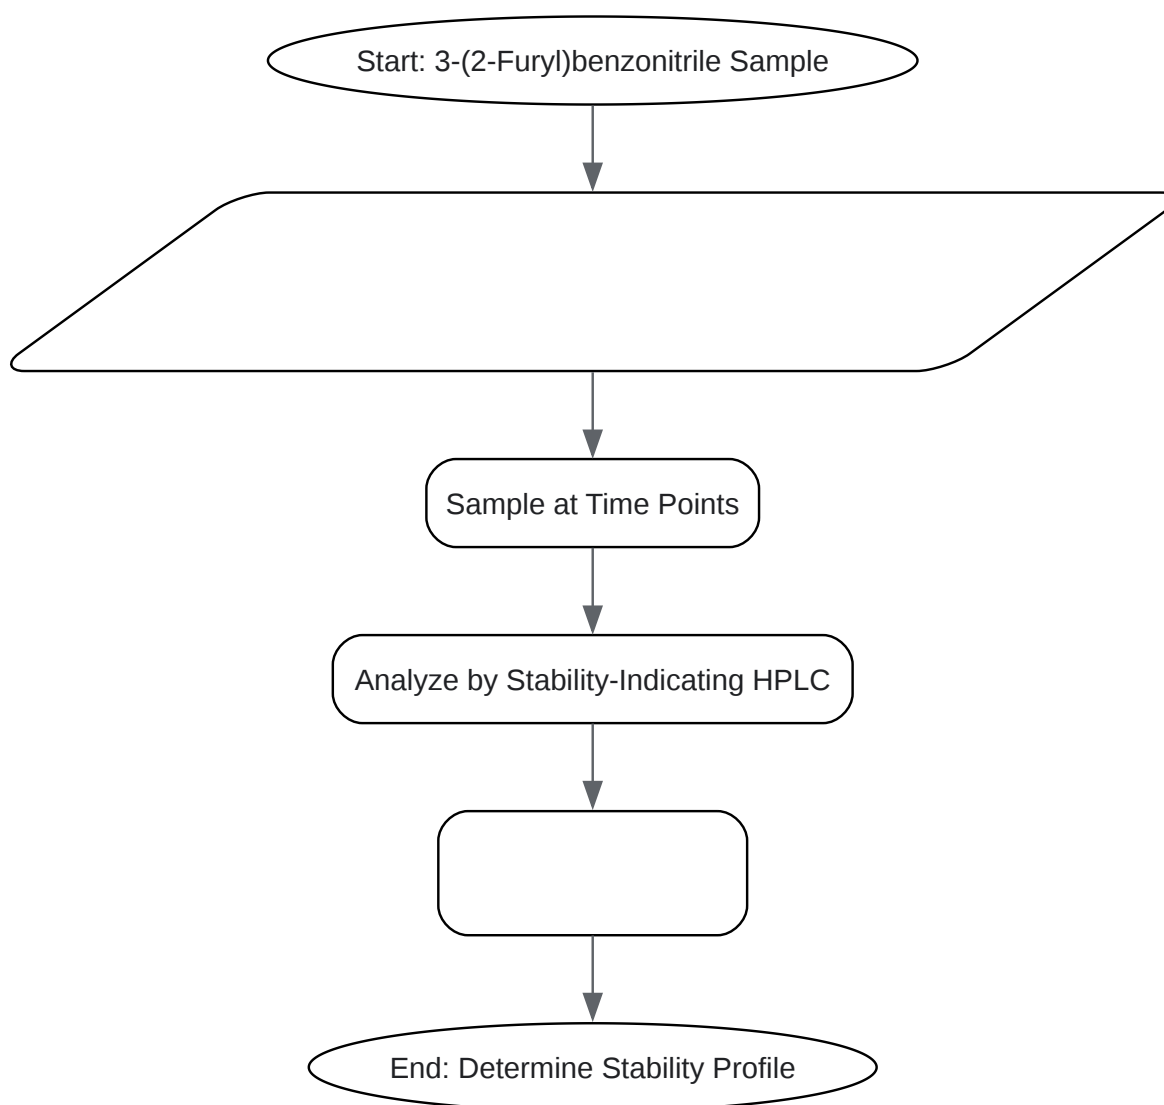 Start: 3-(2-Furyl)benzonitrile Sample
Sample at Time Points
Analyze by Stability-Indicating HPLC
End: Determine Stability Profile